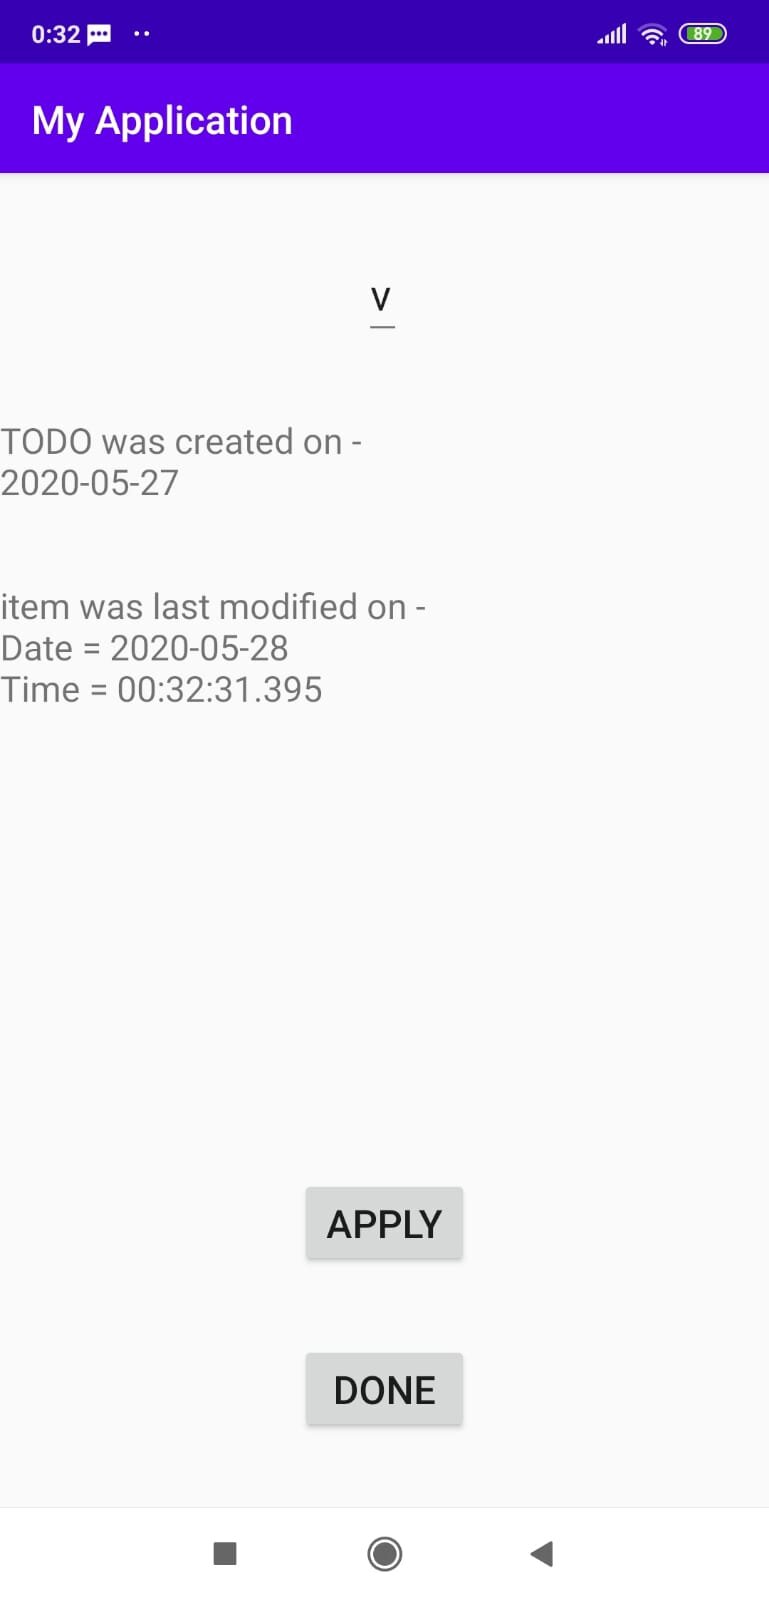 0:32
89
My Application
V
TODO was created on -
2020-05-27
item was last modified on -
Date = 2020-05-28
Time = 00:32:31.395
APPLY
DONE